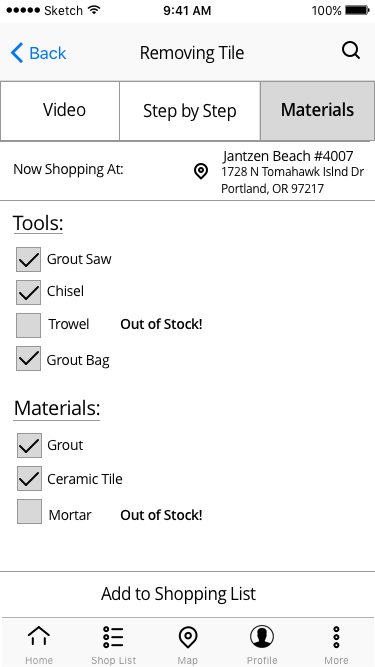 Sketch 9:41 AM 100%
Back Removing Tile
Video Step by Step Materials
Now Shopping At: Jantzen Beach #4007
1728 N Tomahawk Islnd Dr
Portland, OR 97217
Tools:
Grout Saw
Chisel
Trowel Out of Stock!
Grout Bag
Materials:
Grout
Ceramic Tile
Mortar Out of Stock!
Add to Shopping List
Home Shop List Map Profile More